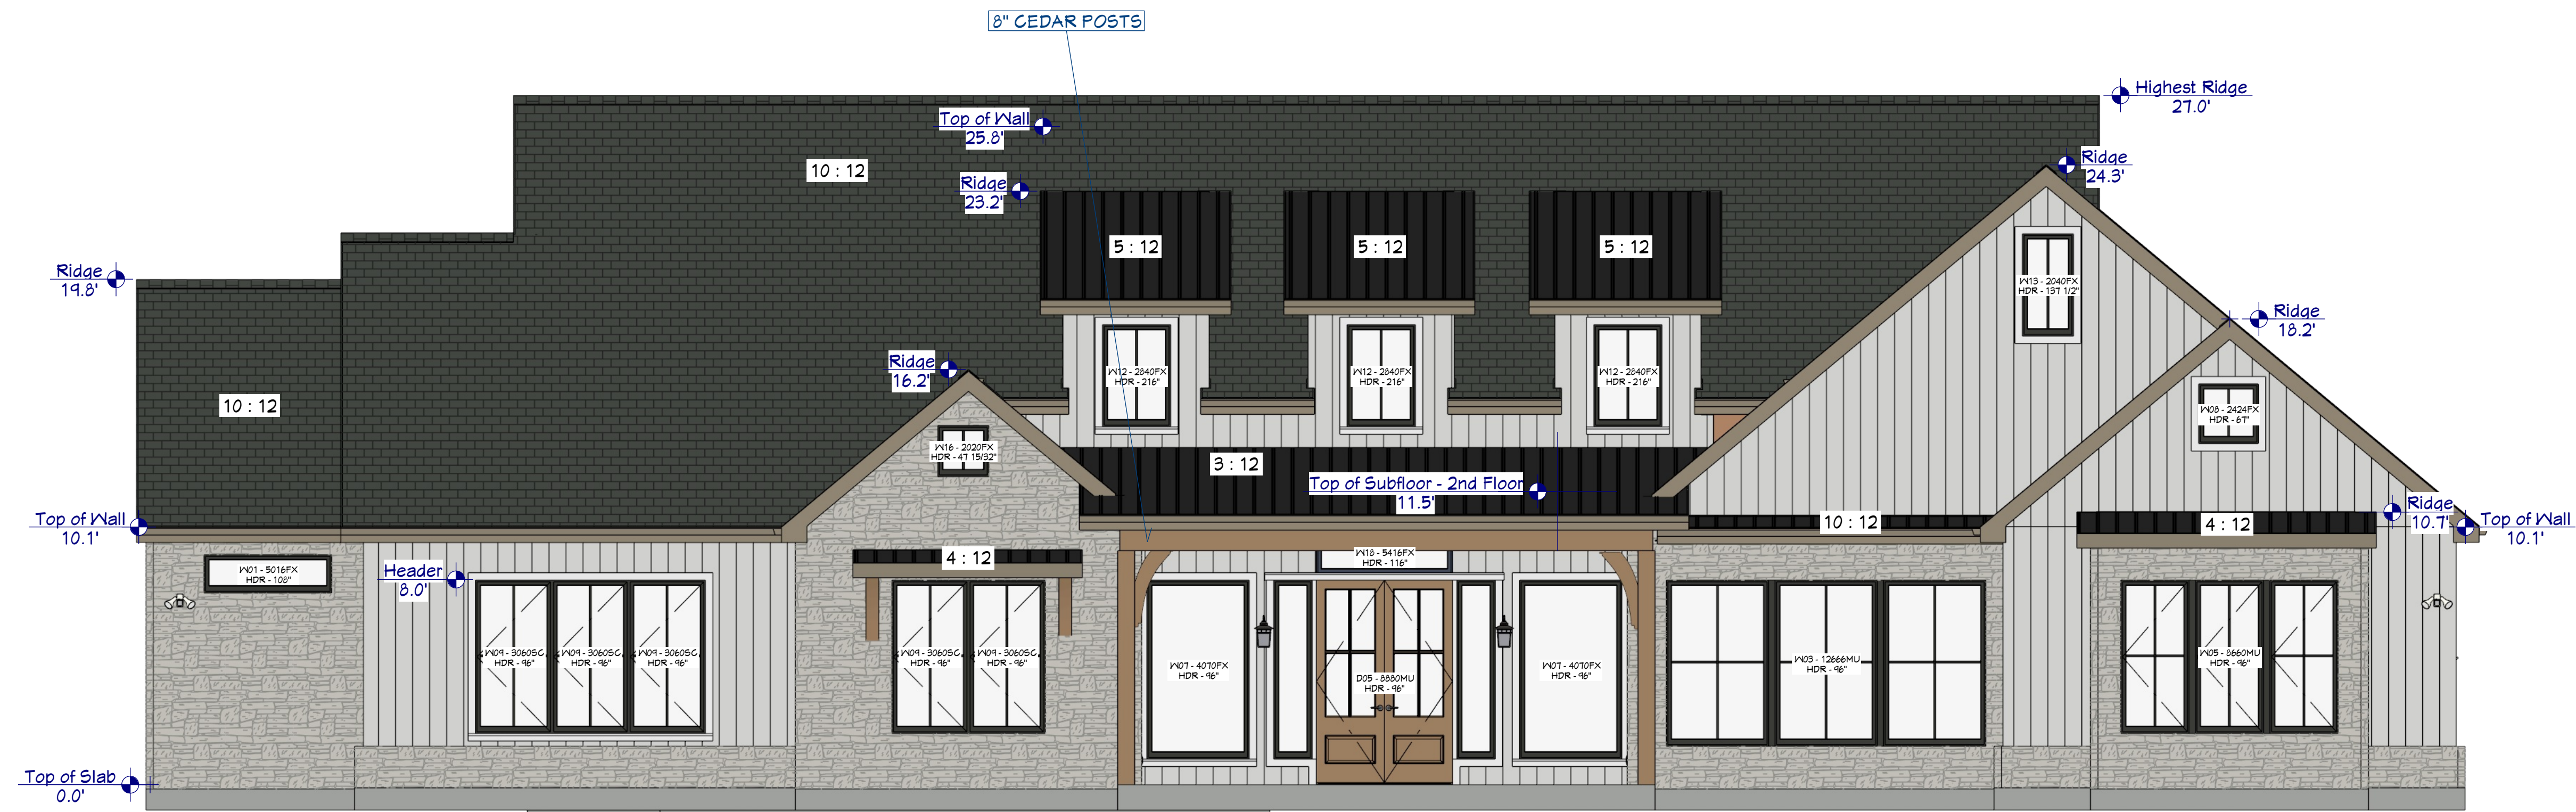 8" CEDAR POSTS
Highest Ridge
27.0'
Top of Wall
25.8'
10 : 12
Ridge
24.3'
Ridge
23.2'
5 : 12
5 : 12
5 : 12
Ridge
19.8'
W13 - 2040FX
HDR - 137 1/2"
Ridge
18.2'
Ridge
16.2'
W12 - 2840FX
HDR - 216"
W12 - 2840FX
HDR - 216"
W12 - 2840FX
HDR - 216"
10 : 12
W08 - 2424FX
HDR - 67"
W16 - 2020FX
HDR - 47 15/32"
3 : 12
Top of Subfloor - 2nd Floor
11.5'
Top of Wall
10.1'
10 : 12
4 : 12
Ridge
10.7'
Top of Wall
10.1'
4 : 12
W18 - 5416FX
HDR - 116"
W01 - 5016FX
HDR - 108"
Header
8.0'
W09 - 3060SC
HDR - 96"
W09 - 3060SC
HDR - 96"
W09 - 3060SC
HDR - 96"
W09 - 3060SC
HDR - 96"
W09 - 3060SC
HDR - 96"
W07 - 4070FX
HDR - 96"
D05 - 8880MU
HDR - 96"
W07 - 4070FX
HDR - 96"
W03 - 12666MU
HDR - 96"
W05 - 8660MU
HDR - 96"
Top of Slab
0.0'